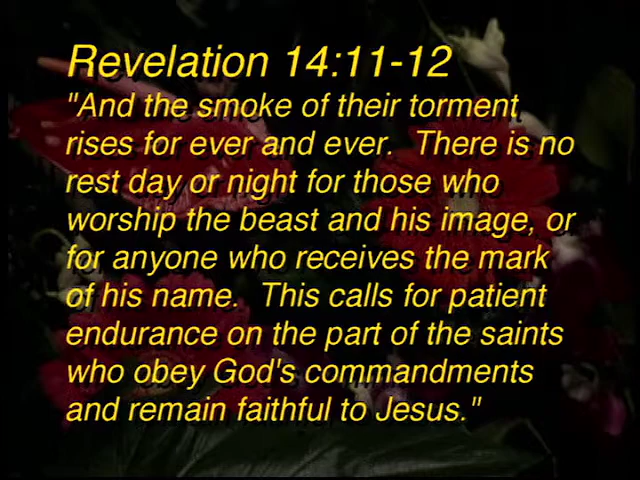 Revelation 14:11-12
"And the smoke of their torment
rises for ever and ever.  There is no
rest day or night for those who
worship the beast and his image, or
for anyone who receives the mark
of his name.  This calls for patient
endurance on the part of the saints
who obey God's commandments
and remain faithful to Jesus."